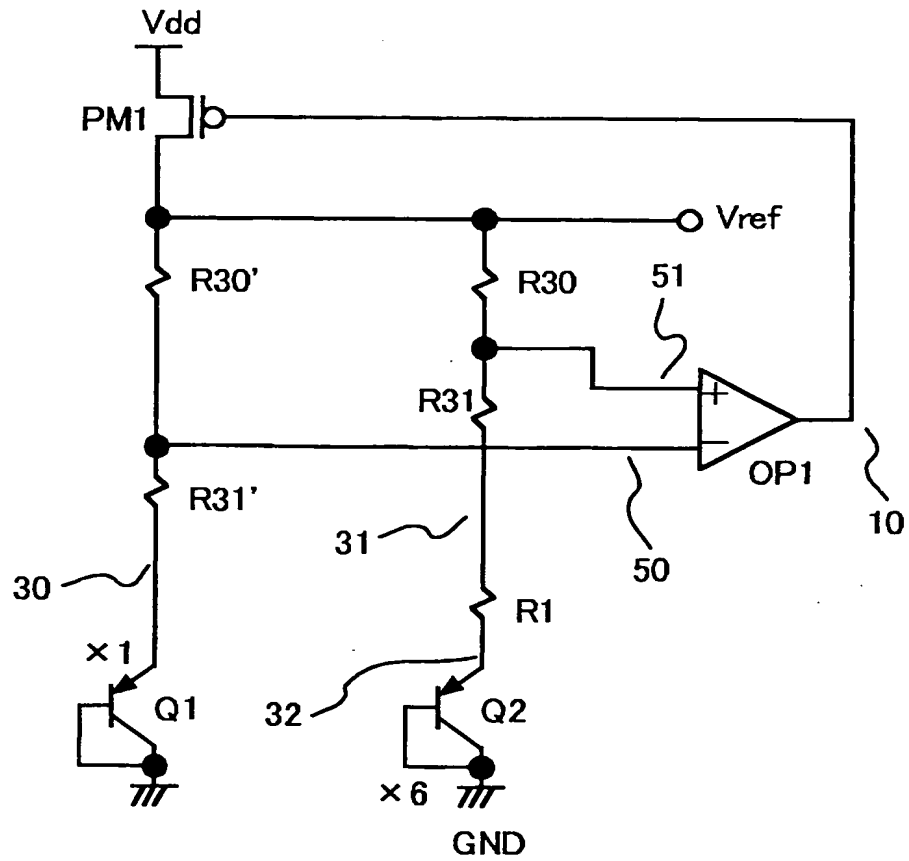 Vdd
PM1
Vref
R30'
R30
51
R31
+
−
OP1
R31'
10
31
50
30
R1
×1
32
Q1
Q2
×6
GND